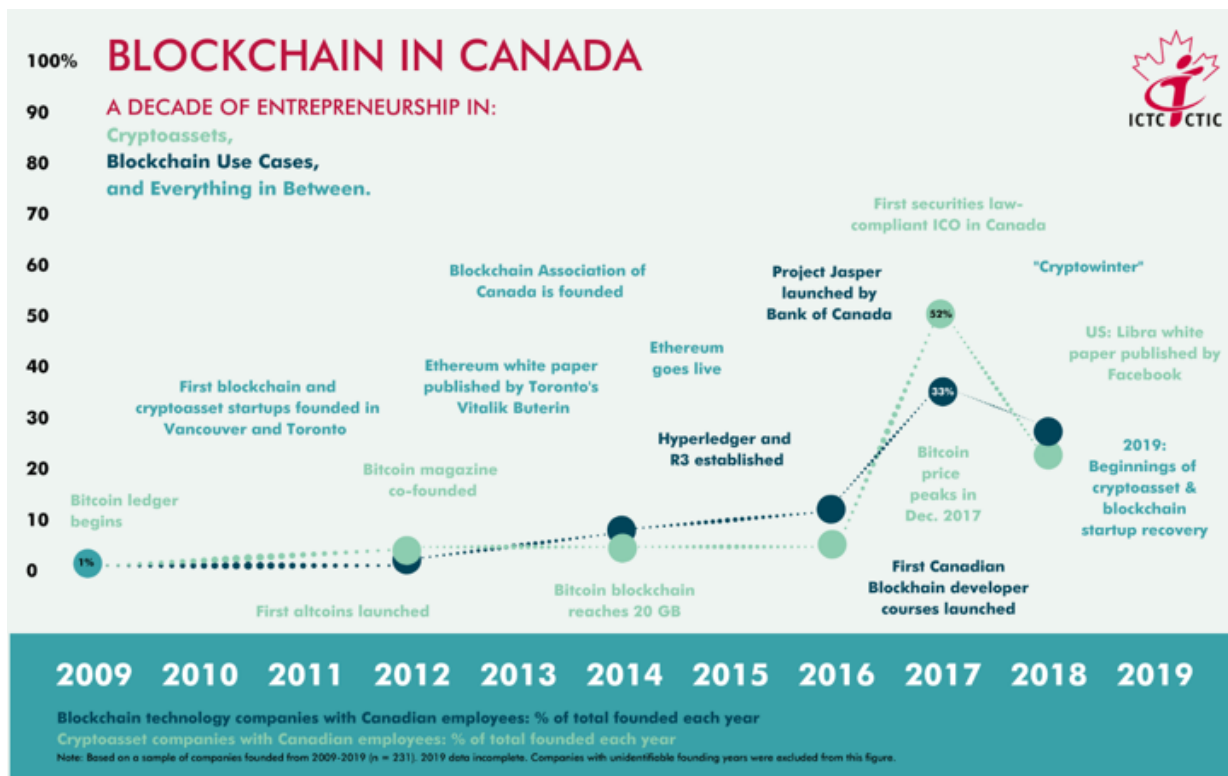 BLOCKCHAIN IN CANADA
A DECADE OF ENTREPRENEURSHIP IN:
Cryptoassets,
Blockchain Use Cases,
and Everything in Between.
ICTC CTIC
100%
90
80
70
60
50
40
30
20
10
0
Bitcoin ledger
begins
1%
First blockchain and
cryptoasset startups founded in
Vancouver and Toronto
First altcoins launched
Bitcoin magazine
co-founded
Blockchain Association of
Canada is founded
Ethereum white paper
published by Toronto's
Vitalik Buterin
Ethereum
goes live
Hyperledger and
R3 established
Bitcoin blockchain
reaches 20 GB
Project Jasper
launched by
Bank of Canada
First securities law-
compliant ICO in Canada
52%
33%
Bitcoin
price
peaks in
Dec. 2017
First Canadian
Blockhain developer
courses launched
"Cryptowinter"
US: Libra white
paper published by
Facebook
2019:
Beginnings of
cryptoasset &
blockchain
startup recovery
2009 2010 2011 2012 2013 2014 2015 2016 2017 2018 2019
Blockchain technology companies with Canadian employees: % of total founded each year
Cryptoasset companies with Canadian employees: % of total founded each year
Note: Based on a sample of companies founded from 2009-2019 (n = 231). 2019 data incomplete. Companies with unidentifiable founding years were excluded from this figure.